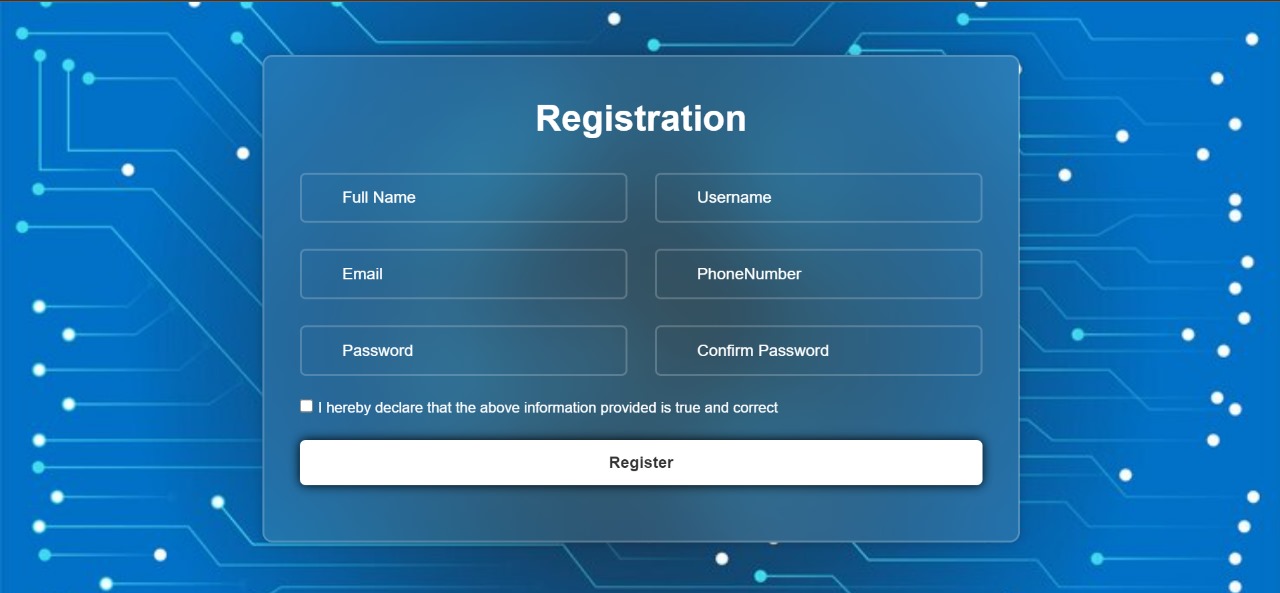 Registration
Full Name
Username
Email
PhoneNumber
Password
Confirm Password
I hereby declare that the above information provided is true and correct
Register